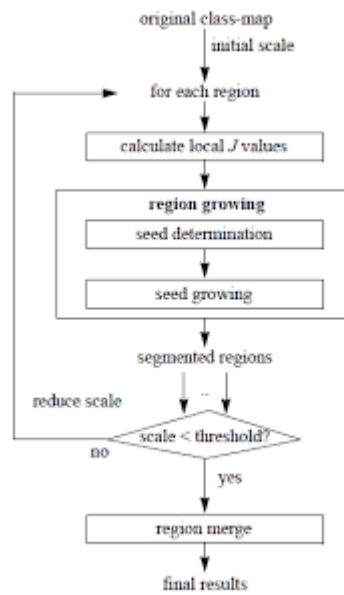 original class-map
initial scale
for each region
calculate local J values
region growing
seed determination
seed growing
segmented regions
..
reduce scale
scale < threshold?
no
yes
region merge
final results